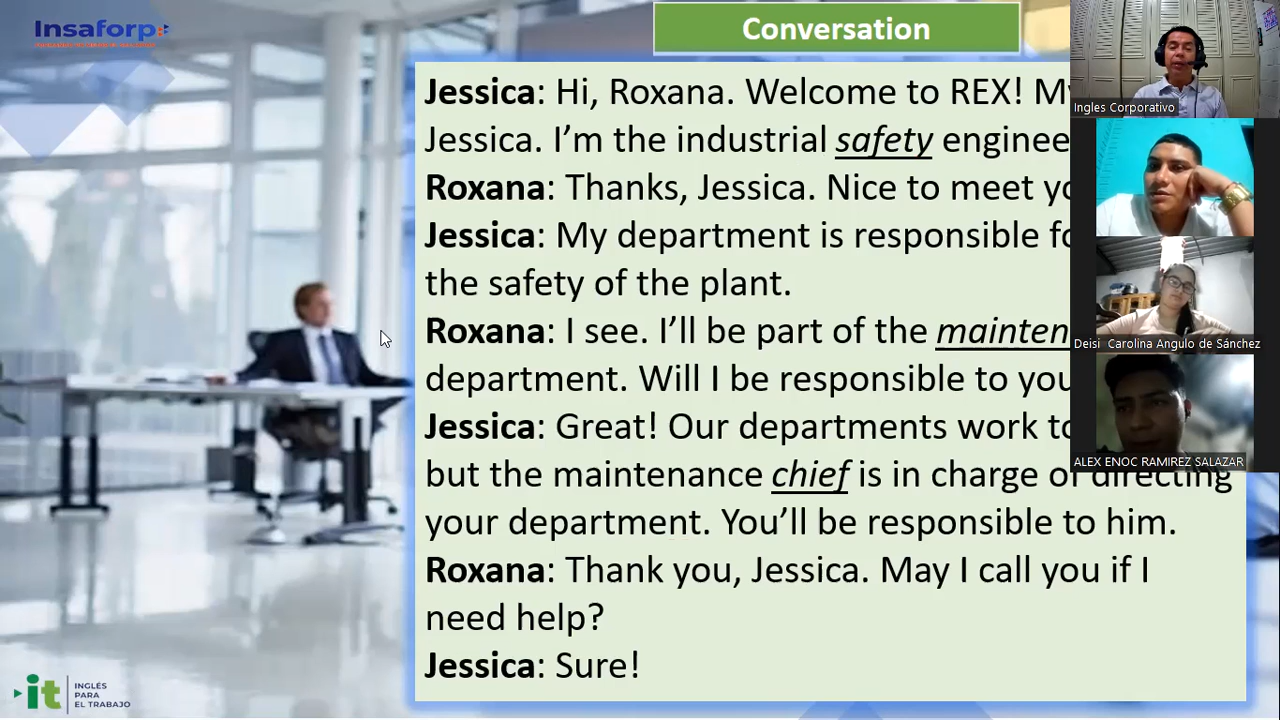 Insaforp
Conversation
Jessica: Hi, Roxana. Welcome to REX! My
Jessica. I’m the industrial safety enginee
Roxana: Thanks, Jessica. Nice to meet yo
Jessica: My department is responsible fo
the safety of the plant.
Roxana: I see. I’ll be part of the mainten
department. Will I be responsible to you
Jessica: Great! Our departments work to
but the maintenance chief is in charge of directing
your department. You’ll be responsible to him.
Roxana: Thank you, Jessica. May I call you if I
need help?
Jessica: Sure!
Ingles Corporativo
Deisi Carolina Angulo de Sánchez
ALEX ENOC RAMIREZ SALAZAR
it
INGLÉS
PARA
EL TRABAJO